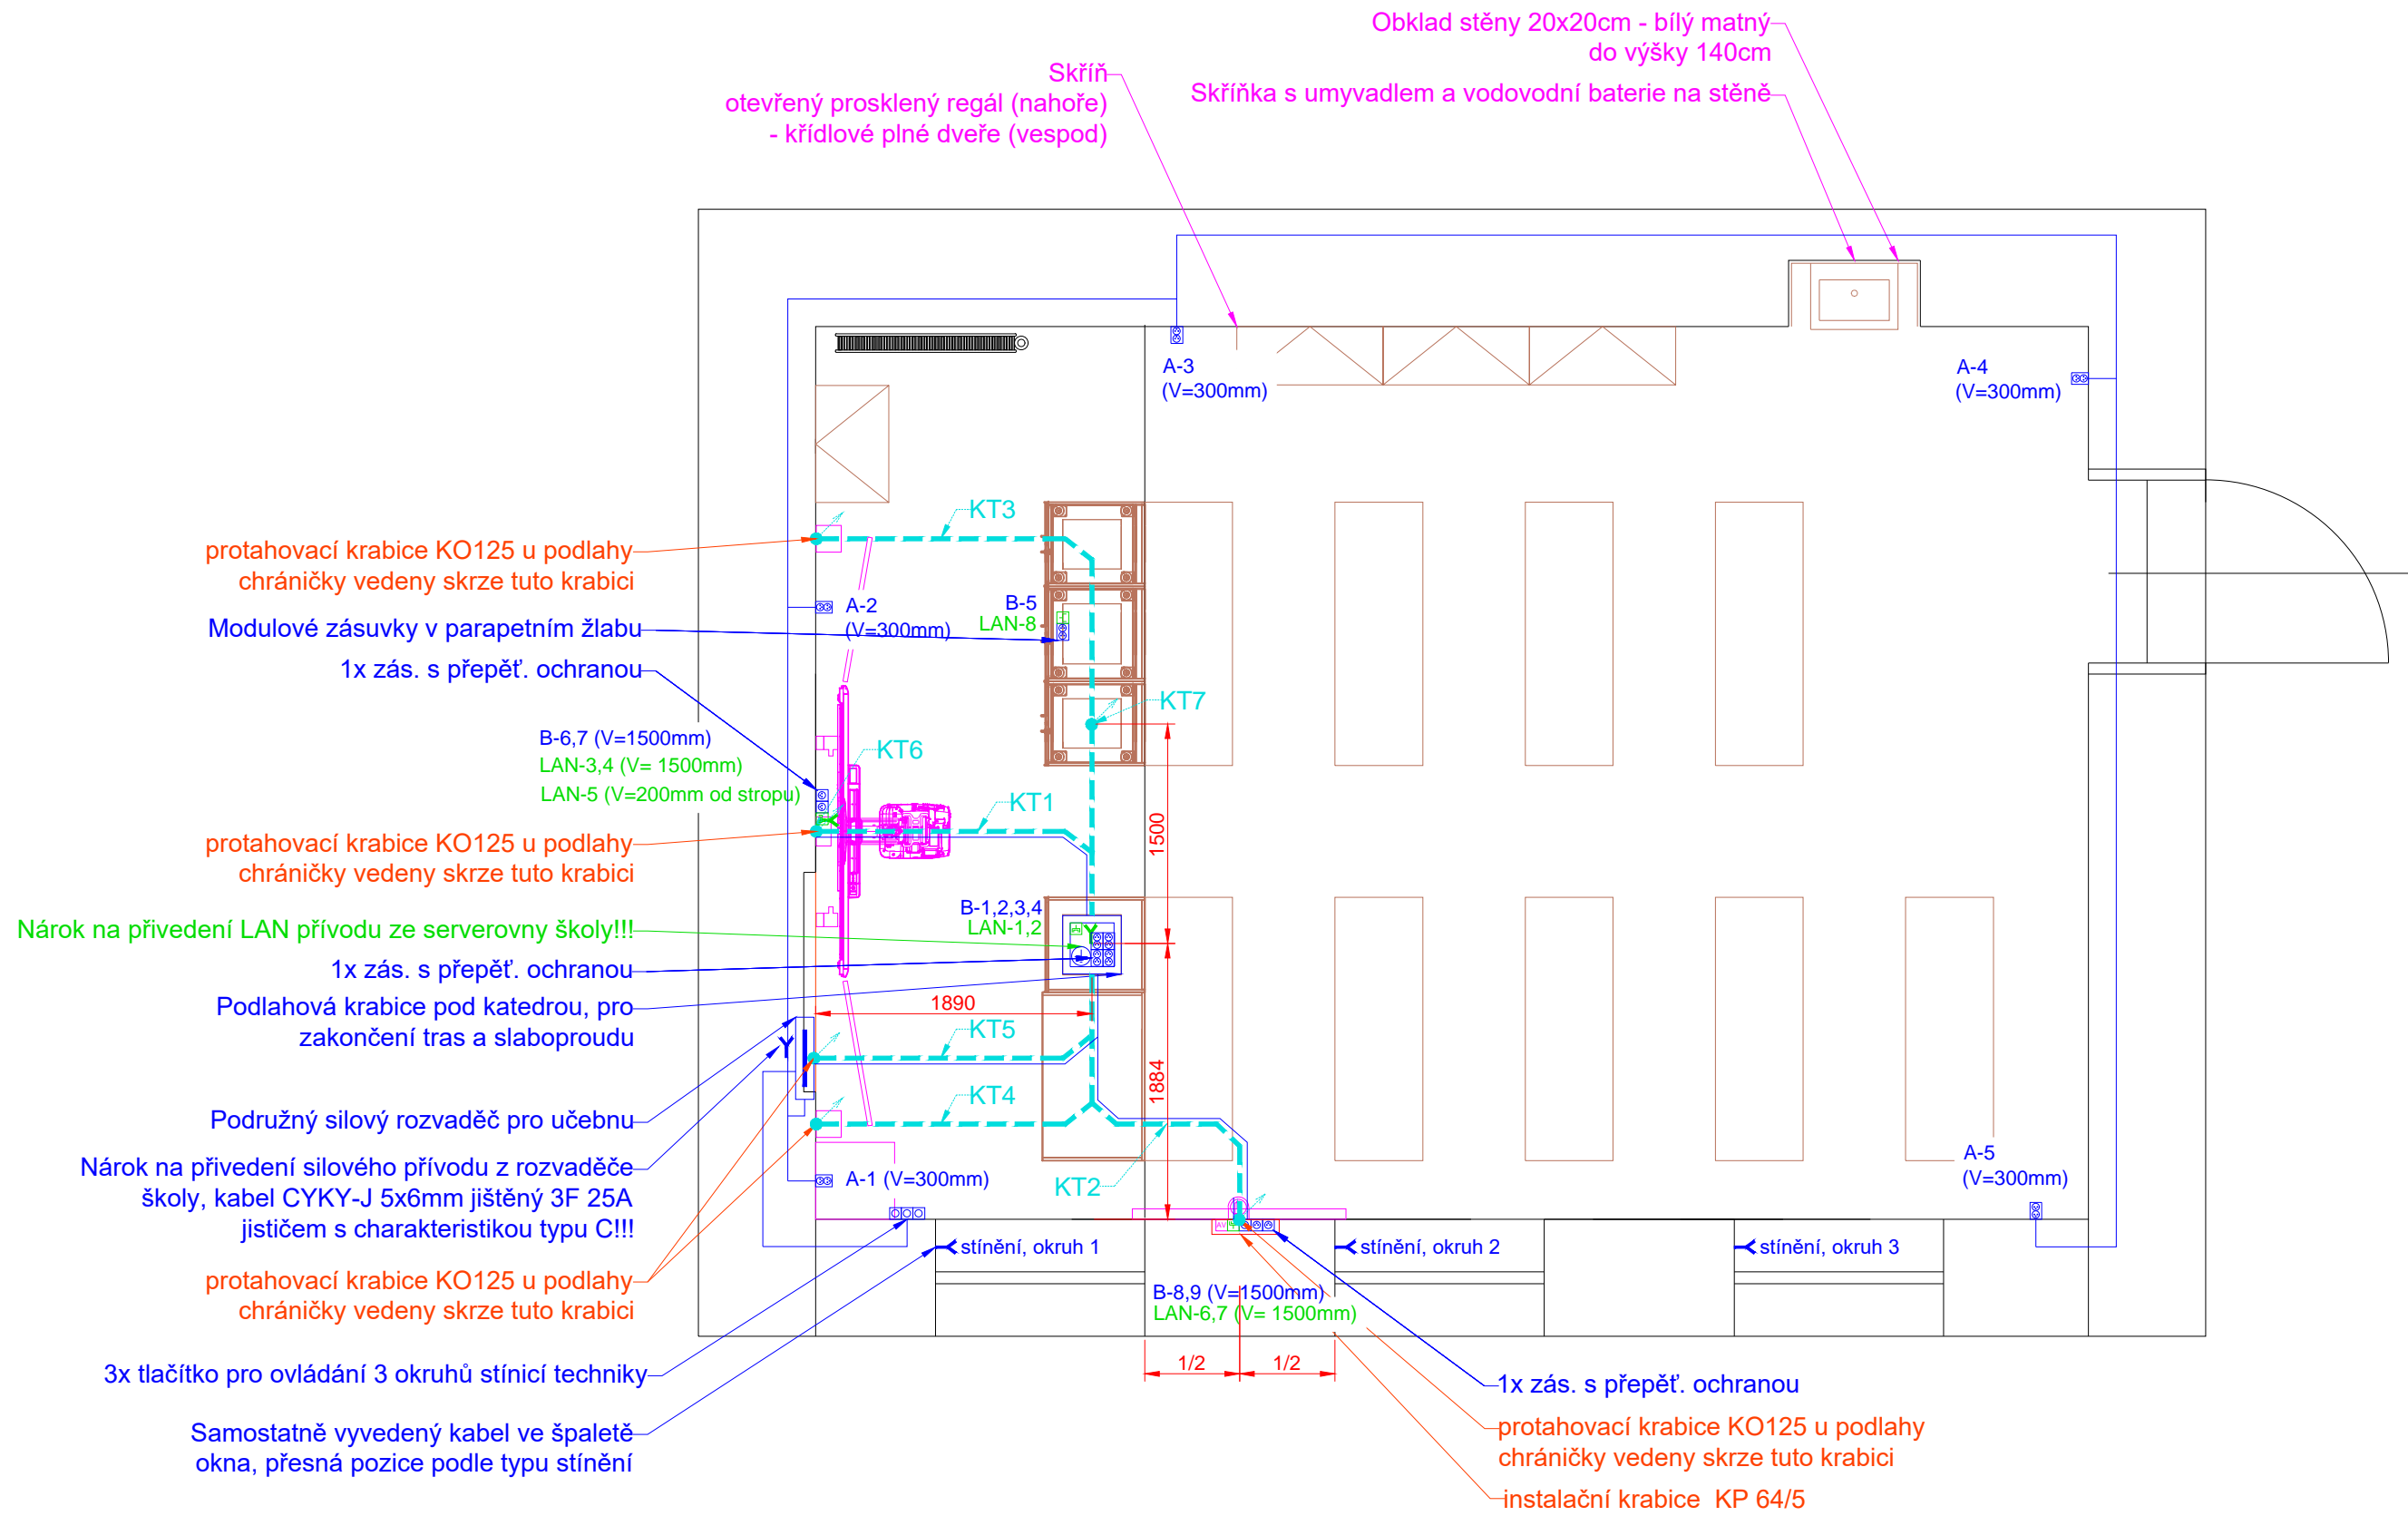 Obklad stěny 20x20cm - bílý matný
do výšky 140cm
Skříň
otevřený prosklený regál (nahoře)
- křídlové plné dveře (vespod)
Skříňka s umyvadlem a vodovodní baterie na stěně
A-3
(V=300mm)
A-4
(V=300mm)
KT3
protahovací krabice KO125 u podlahy
chráničky vedeny skrze tuto krabici
A-2
(V=300mm)
B-5
LAN-8
Modulové zásuvky v parapetním žlabu
1x zás. s přepěť. ochranou
KT7
B-6,7 (V=1500mm)
LAN-3,4 (V= 1500mm)
LAN-5 (V=200mm od stropu)
KT6
KT1
1500
protahovací krabice KO125 u podlahy
chráničky vedeny skrze tuto krabici
B-1,2,3,4
LAN-1,2
Nárok na přivedení LAN přívodu ze serverovny školy!!!
1x zás. s přepěť. ochranou
Podlahová krabice pod katedrou, pro
zakončení tras a slaboproudu
1890
KT5
1884
KT4
Podružný silový rozvaděč pro učebnu
Nárok na přivedení silového přívodu z rozvaděče
školy, kabel CYKY-J 5x6mm jištěný 3F 25A
jističem s charakteristikou typu C!!!
A-1 (V=300mm)
KT2
A-5
(V=300mm)
AV
stínění, okruh 1
stínění, okruh 2
stínění, okruh 3
protahovací krabice KO125 u podlahy
chráničky vedeny skrze tuto krabici
B-8,9 (V=1500mm)
LAN-6,7 (V= 1500mm)
1/2
1/2
3x tlačítko pro ovládání 3 okruhů stínicí techniky
1x zás. s přepěť. ochranou
Samostatně vyvedený kabel ve špaletě
okna, přesná pozice podle typu stínění
protahovací krabice KO125 u podlahy
chráničky vedeny skrze tuto krabici
instalační krabice KP 64/5